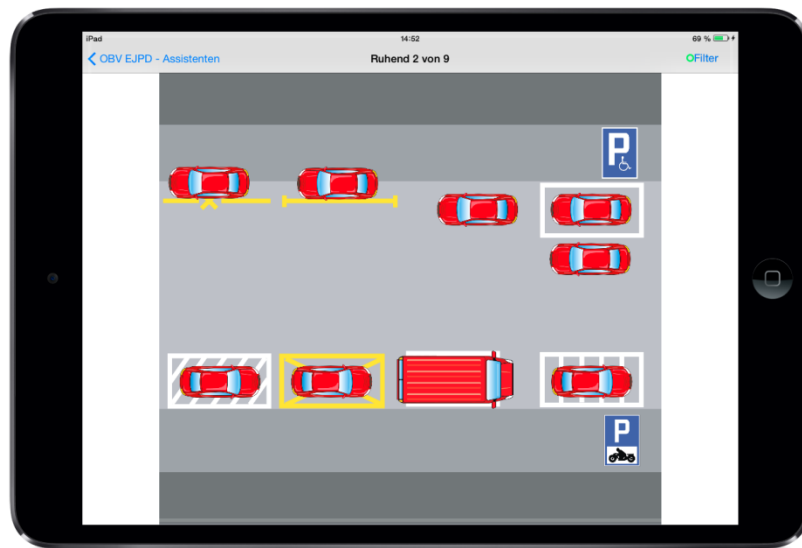 iPad
14:52
69 %
OBV EJPD - Assistenten
Ruhend 2 von 9
Filter
P
P